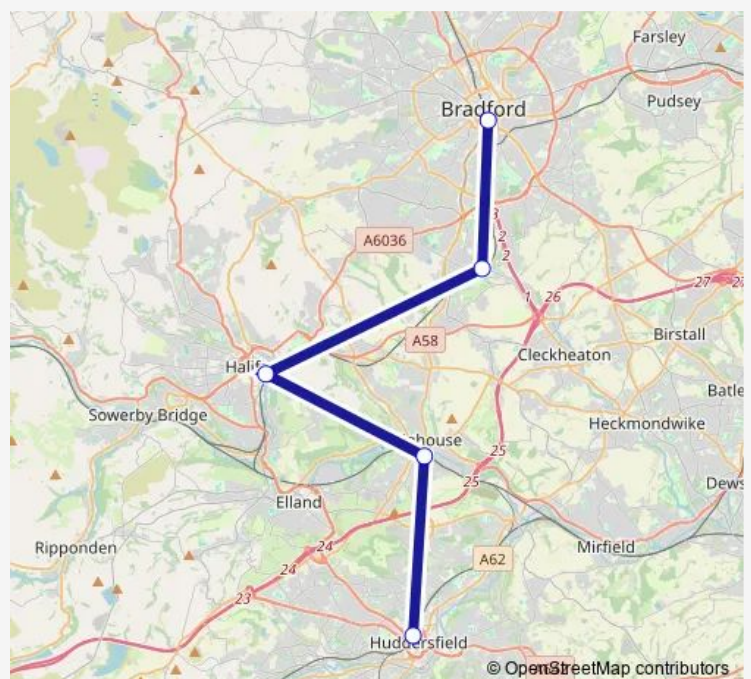 Farsley
Bradford
Pudsey
3
2
2
A6036
1
26
27
A58
Birstall
Cleckheaton
Sowerby Bridge
Heckmondwike
25
25
Elland
Ripponden
24
24
23
Mirfield
A62
Huddersfield
© OpenStreetMap contributors